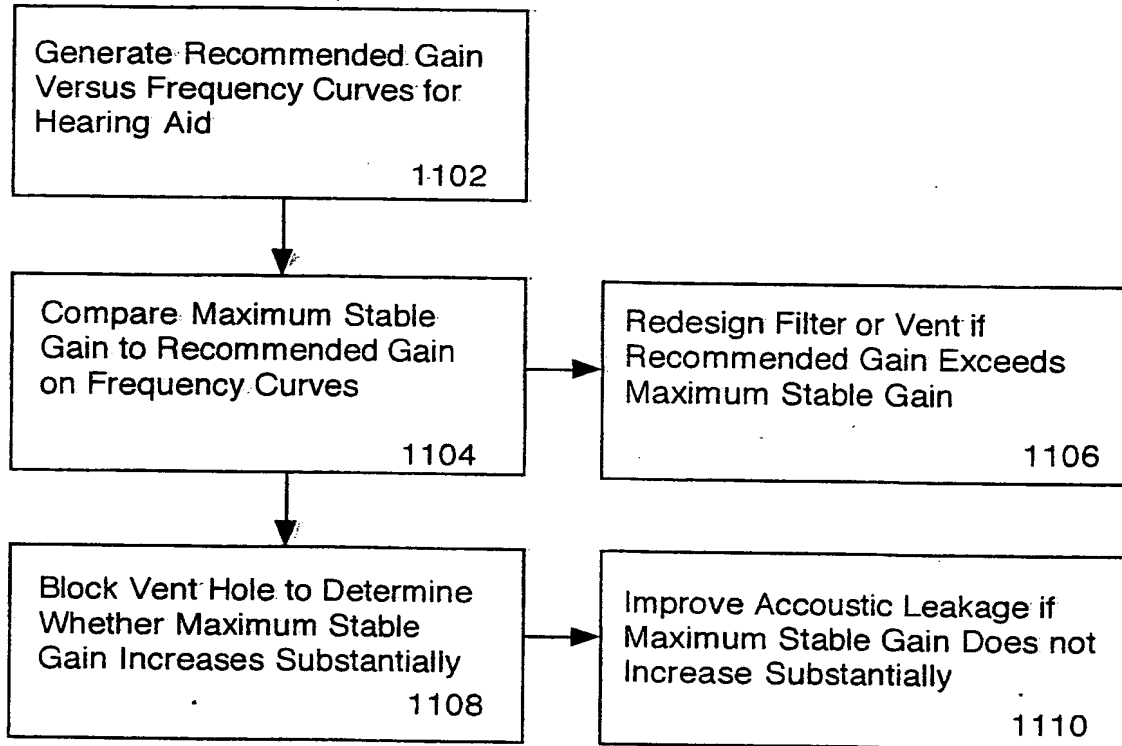 Generate Recommended Gain
Versus Frequency Curves for
Hearing Aid
1102
Compare Maximum Stable
Gain to Recommended Gain
on Frequency Curves
1104
Redesign Filter or Vent if
Recommended Gain Exceeds
Maximum Stable Gain
1106
Block Vent Hole to Determine
Whether Maximum Stable
Gain Increases Substantially
1108
Improve Accoustic Leakage if
Maximum Stable Gain Does not
Increase Substantially
1110